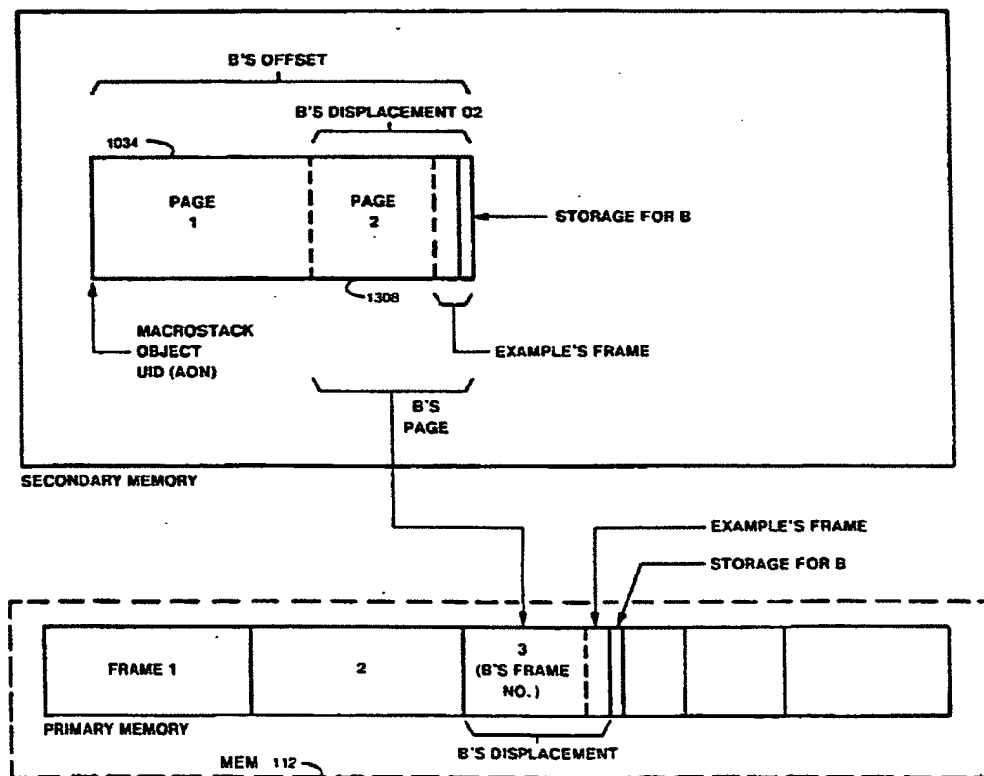 B'S OFFSET
B'S DISPLACEMENT O2
1034
PAGE
1
PAGE
2
STORAGE FOR B
1308
MACROSTACK
OBJECT
UID (AON)
EXAMPLE'S FRAME
B'S
PAGE
SECONDARY MEMORY
EXAMPLE'S FRAME
STORAGE FOR B
FRAME 1
2
3
(B'S FRAME
NO.)
PRIMARY MEMORY
B'S DISPLACEMENT
MEM 112